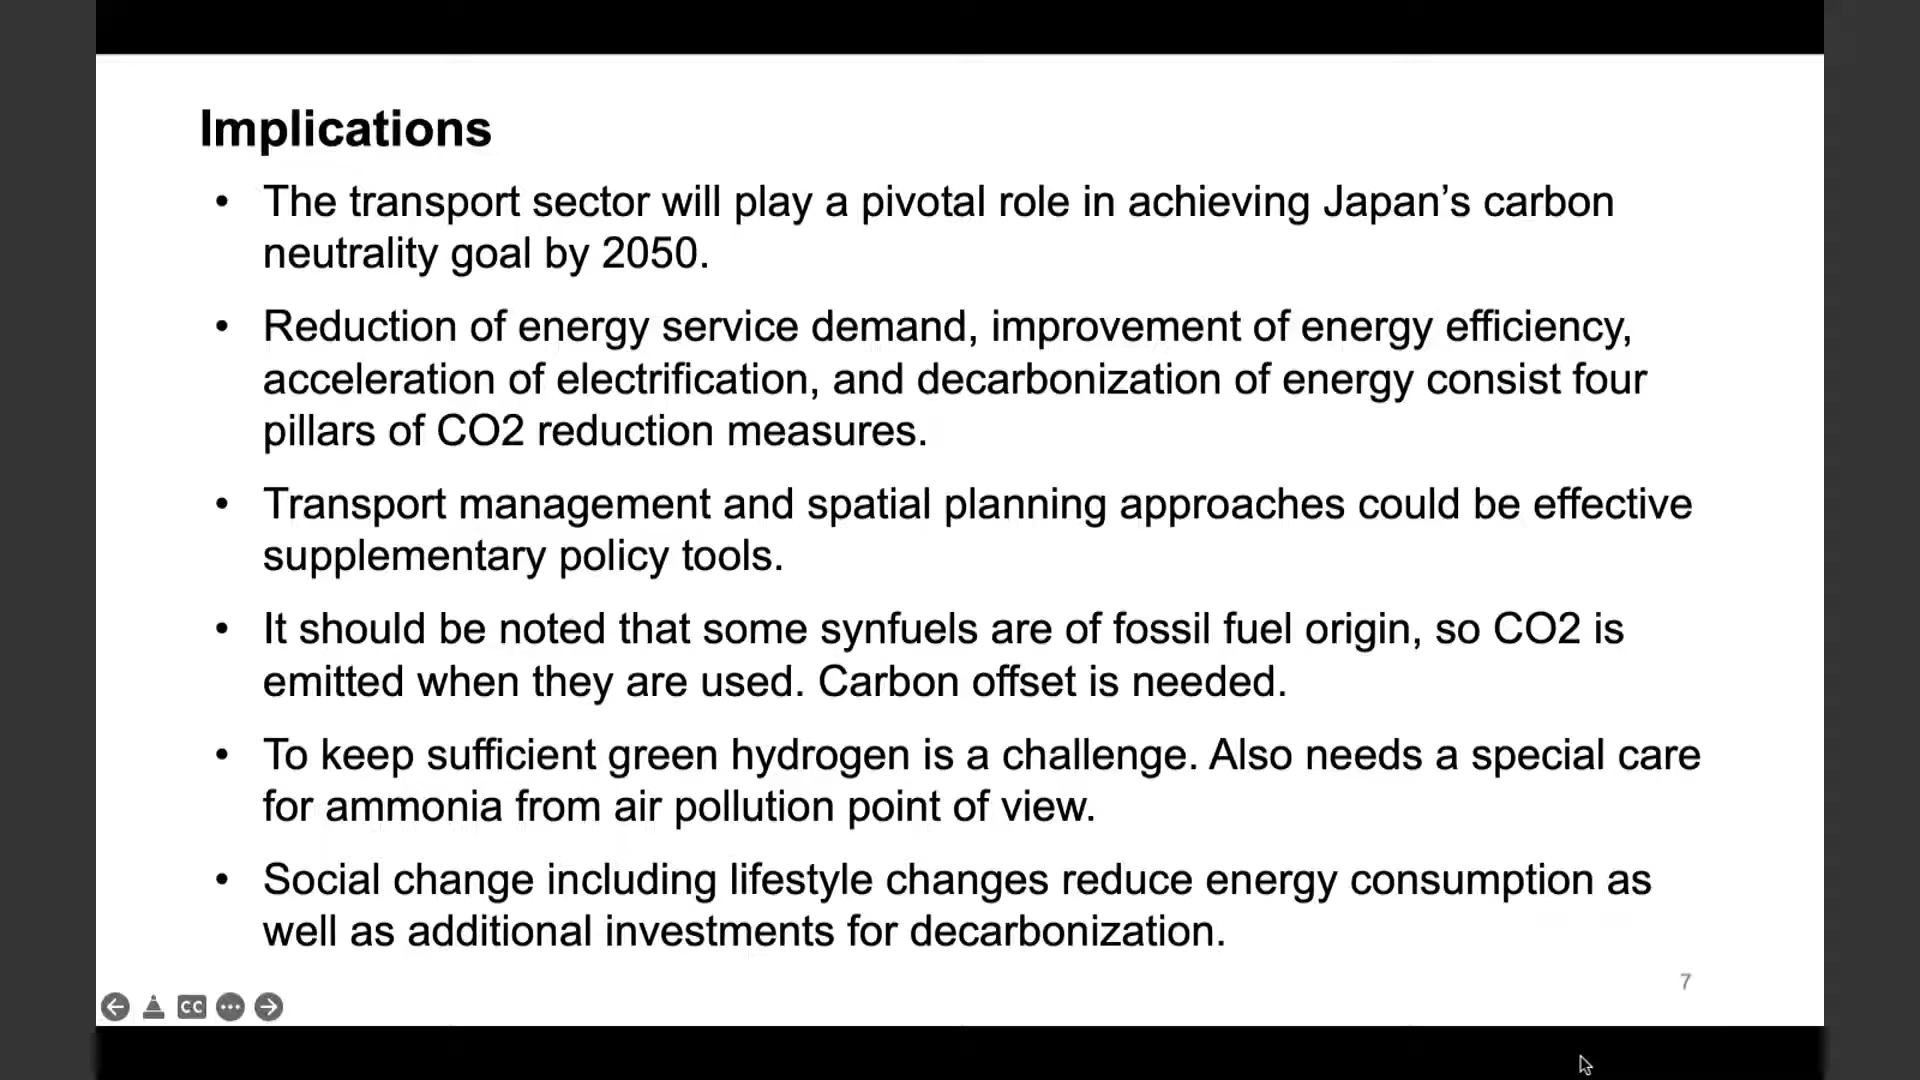 Implications
• The transport sector will play a pivotal role in achieving Japan’s carbon
neutrality goal by 2050.
• Reduction of energy service demand, improvement of energy efficiency,
acceleration of electrification, and decarbonization of energy consist four
pillars of CO2 reduction measures.
• Transport management and spatial planning approaches could be effective
supplementary policy tools.
• It should be noted that some synfuels are of fossil fuel origin, so CO2 is
emitted when they are used. Carbon offset is needed.
• To keep sufficient green hydrogen is a challenge. Also needs a special care
for ammonia from air pollution point of view.
• Social change including lifestyle changes reduce energy consumption as
well as additional investments for decarbonization.
7
CC